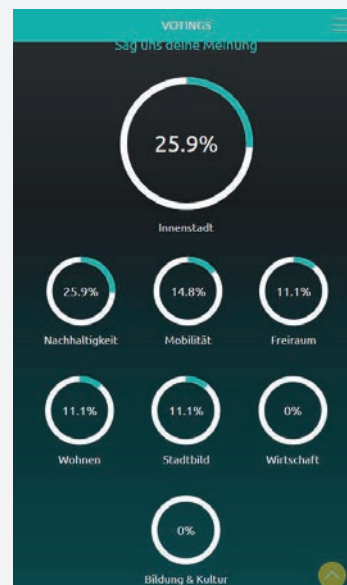 VOTINGS
Sag uns deine Meinung
25.9%
Innenstadt
25.9%
14.8%
11.1%
Nachhaltigkeit
Mobilität
Freiraum
11.1%
11.1%
0%
Wohnen
Stadtbild
Wirtschaft
0%
Bildung & Kultur